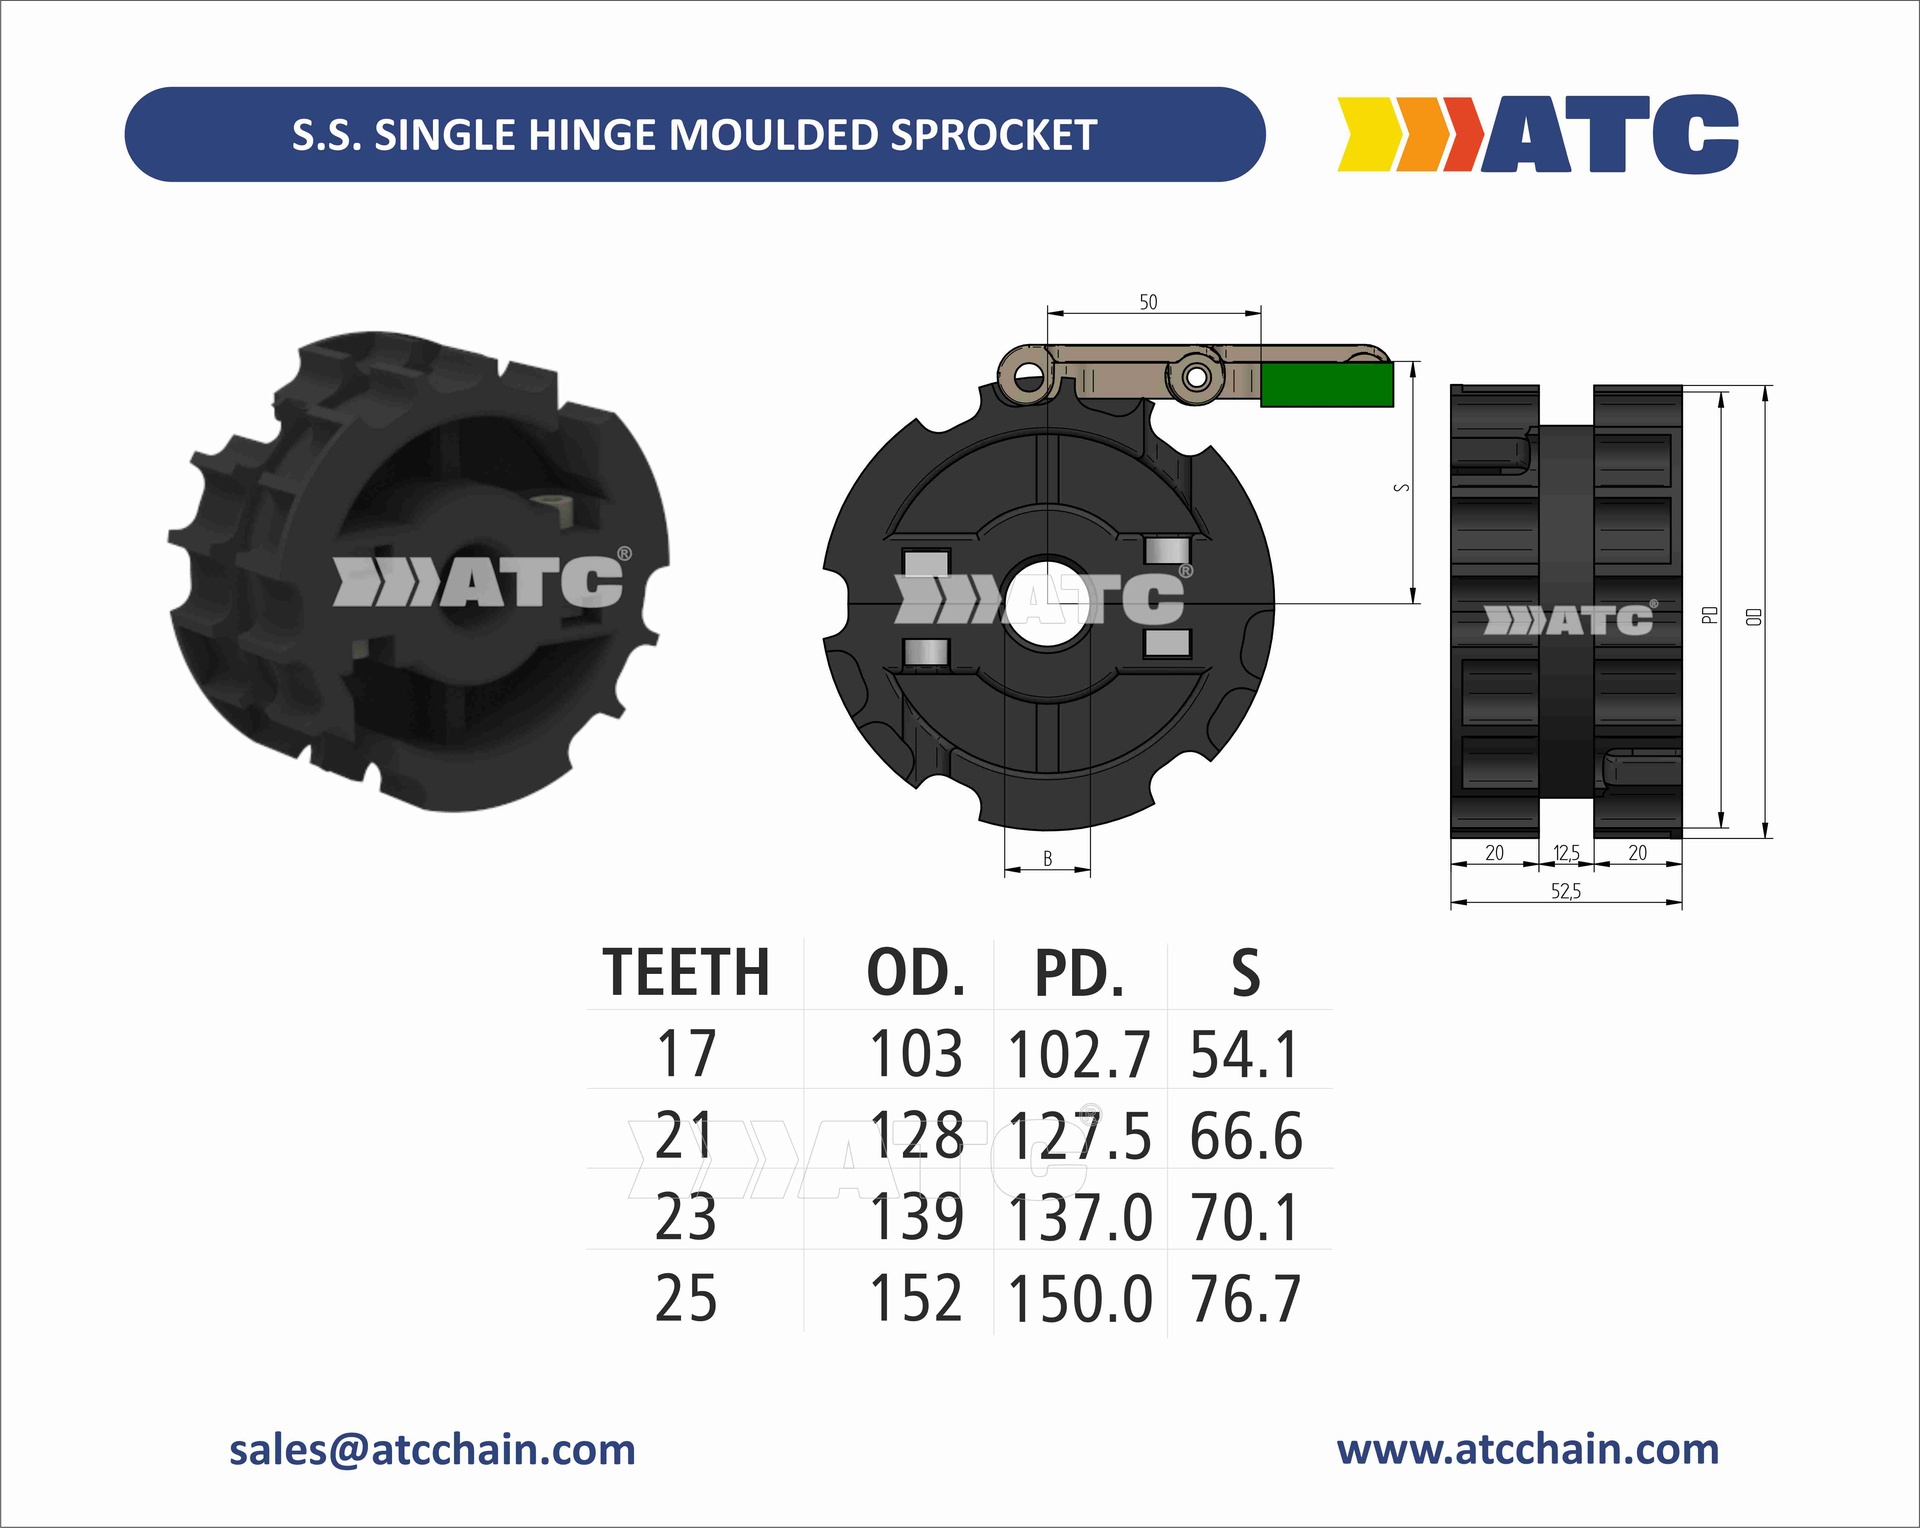 S.S. SINGLE HINGE MOULDED SPROCKET
ATC
50
S
B
ATC®
ATC®
ATC®
PD
OD
20 12,5 20
52,5
TEETH OD. PD. S
17 103 102.7 54.1
21 128 127.5 66.6
23 139 137.0 70.1
25 152 150.0 76.7
ATC®
sales@atcchain.com
www.atcchain.com